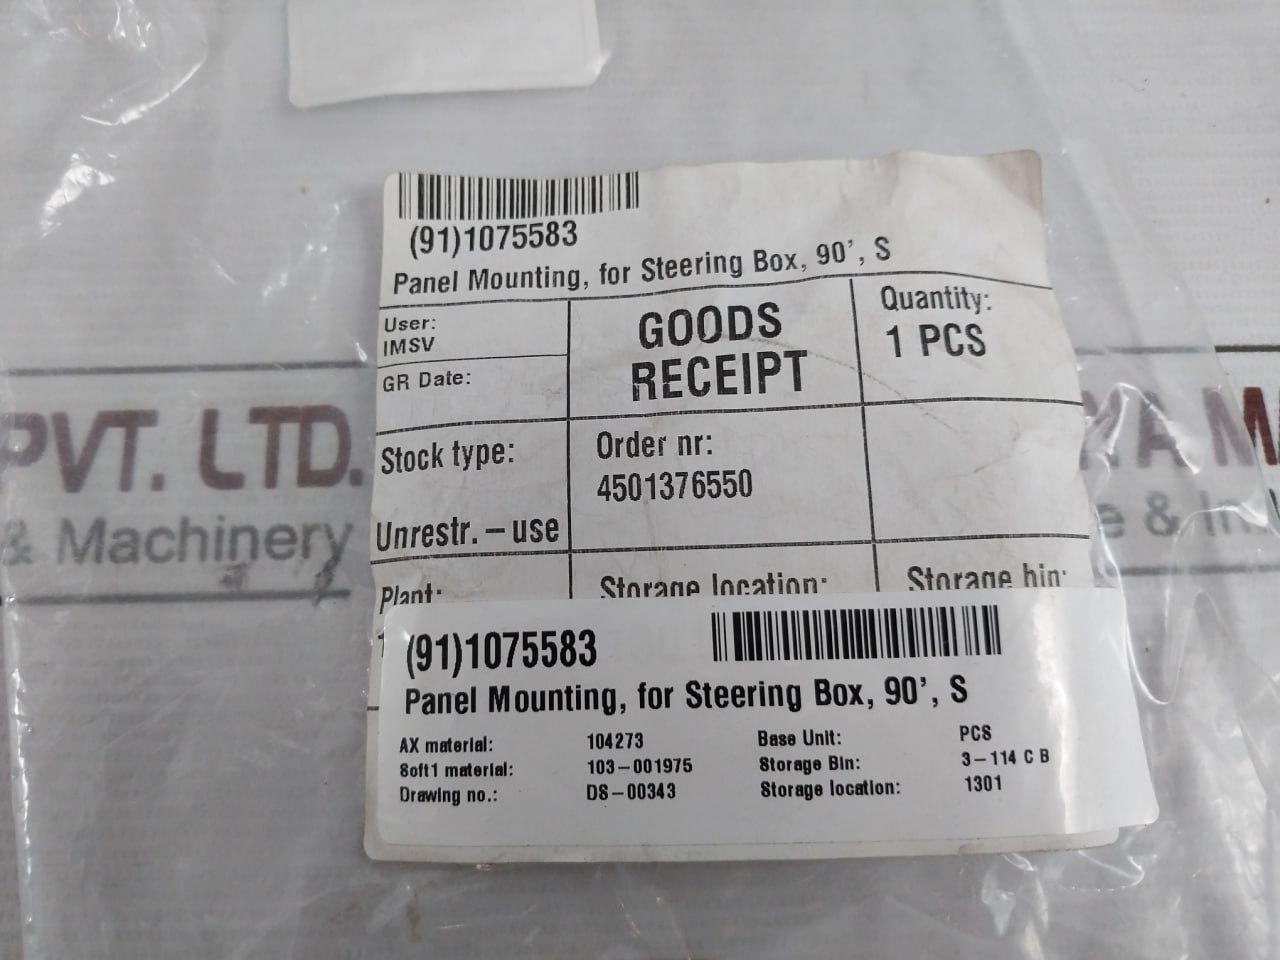 (91)1075583
Panel Mounting, for Steering Box, 90', S
User:
IMSV
GR Date:
GOODS
RECEIPT
Quantity:
1 PCS
Stock type:
Unrestr. – use
Order nr:
4501376550
Plant:
Storage location:
Storage bin:
(91)1075583
Panel Mounting, for Steering Box, 90', S
AX material: 104273 Base Unit: PCS
Soft1 material: 103–001975 Storage Bin: 3–114 C B
Drawing no.: DS–00343 Storage location: 1301
PVT. LTD.
& Machinery